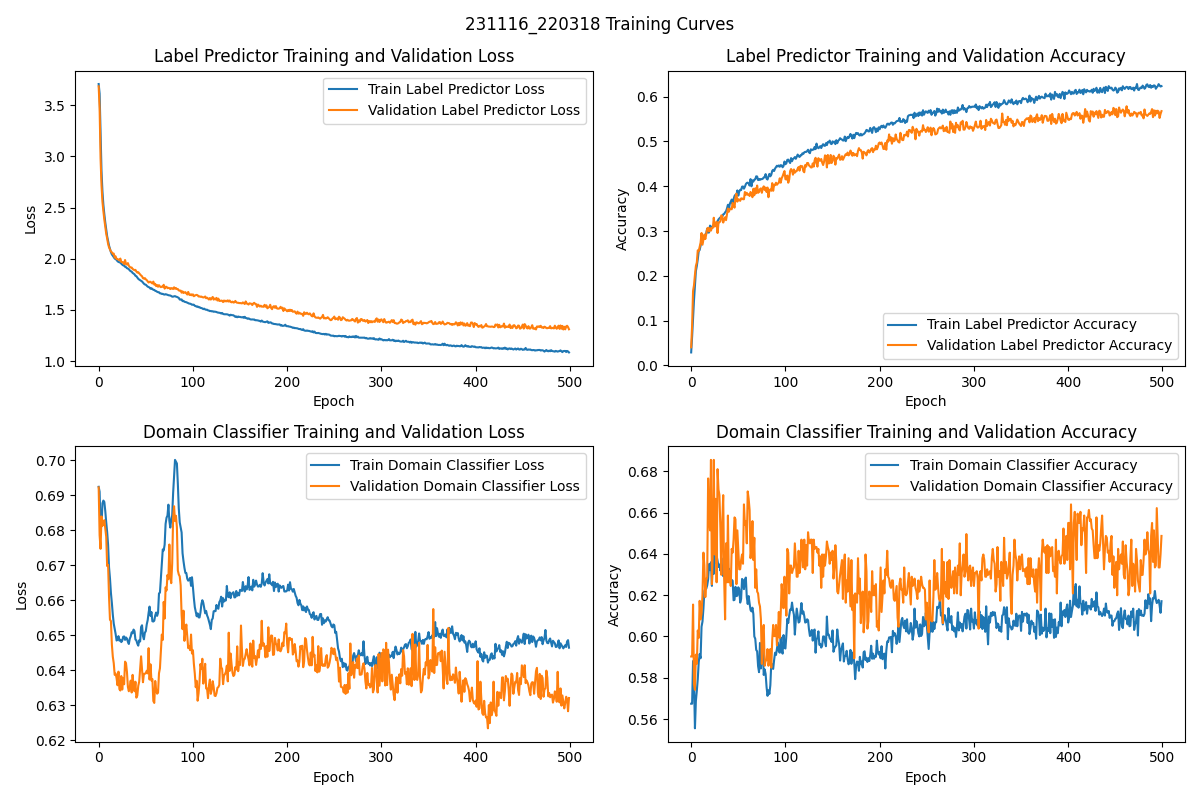 231116_220318 Training Curves
Label Predictor Training and Validation Loss
Train Label Predictor Loss
Validation Label Predictor Loss
3.5
3.0
2.5
2.0
1.5
1.0
Loss
0 100 200 300 400 500
Epoch
Label Predictor Training and Validation Accuracy
0.6
0.5
0.4
0.3
0.2
0.1
0.0
Accuracy
Train Label Predictor Accuracy
Validation Label Predictor Accuracy
0 100 200 300 400 500
Epoch
Domain Classifier Training and Validation Loss
Train Domain Classifier Loss
Validation Domain Classifier Loss
0.70
0.69
0.68
0.67
0.66
0.65
0.64
0.63
0.62
Loss
0 100 200 300 400 500
Epoch
Domain Classifier Training and Validation Accuracy
Train Domain Classifier Accuracy
Validation Domain Classifier Accuracy
0.68
0.66
0.64
0.62
0.60
0.58
0.56
Accuracy
0 100 200 300 400 500
Epoch